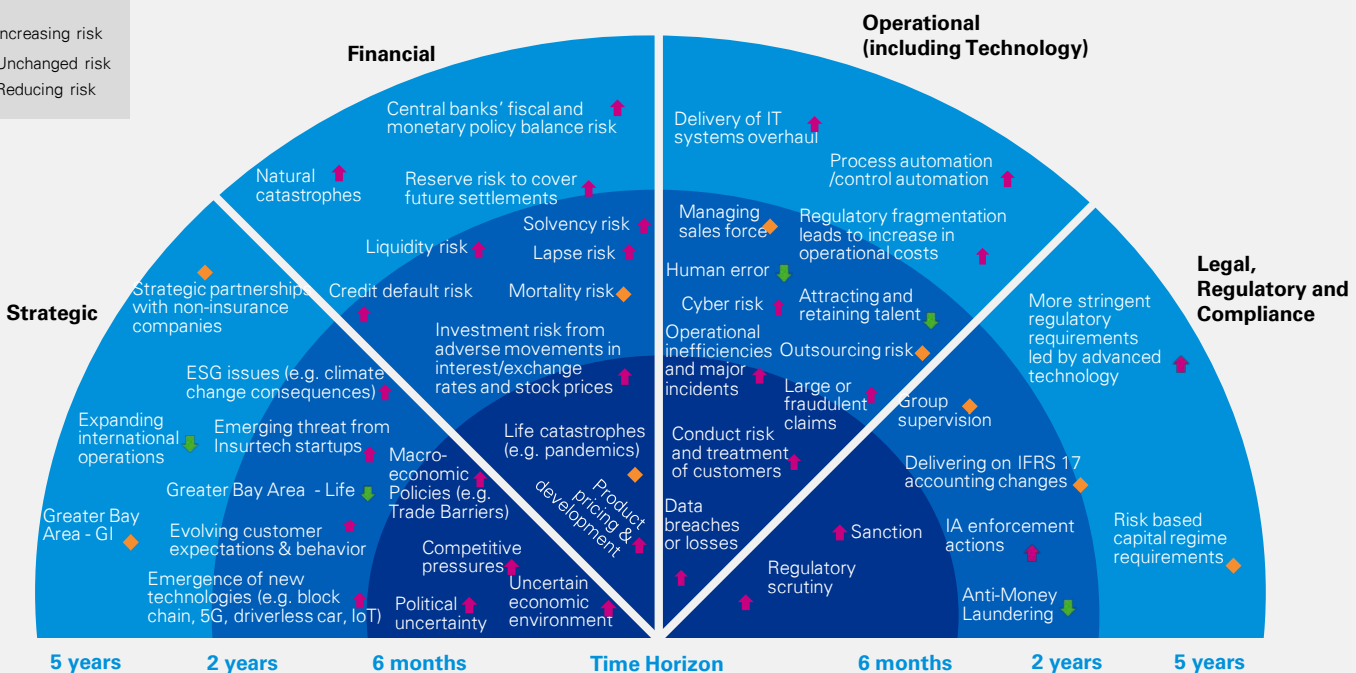 Increasing risk
Unchanged risk
Reducing risk
Financial
Operational
(including Technology)
Strategic
Legal,
Regulatory and
Compliance
Central banks' fiscal and
monetary policy balance risk
Natural
catastrophes
Reserve risk to cover
future settlements
Solvency risk
Liquidity risk
Lapse risk
Credit default risk
Mortality risk
Investment risk from
adverse movements in
interest/exchange
rates and stock prices
Life catastrophes
(e.g. pandemics)
Product
pricing &
development
Delivery of IT
systems overhaul
Process automation
/control automation
Managing
sales force
Regulatory fragmentation
leads to increase in
operational costs
Human error
Cyber risk
Attracting and
retaining talent
Operational
inefficiencies
and major
incidents
Outsourcing risk
Large or
fraudulent
claims
Conduct risk
and treatment
of customers
Data
breaches
or losses
Strategic partnerships
with non-insurance
companies
ESG issues (e.g. climate
change consequences)
Expanding
international
operations
Emerging threat from
Insurtech startups
Macro-
economic
Policies (e.g.
Trade Barriers)
Greater Bay Area - Life
Greater Bay
Area - GI
Evolving customer
expectations & behavior
Competitive
pressures
Emergence of new
technologies (e.g. block
chain, 5G, driverless car, IoT)
Political
uncertainty
Uncertain
economic
environment
More stringent
regulatory
requirements
led by advanced
technology
Group
supervision
Delivering on IFRS 17
accounting changes
Sanction
IA enforcement
actions
Risk based
capital regime
requirements
Regulatory
scrutiny
Anti-Money
Laundering
5 years
2 years
6 months
Time Horizon
6 months
2 years
5 years